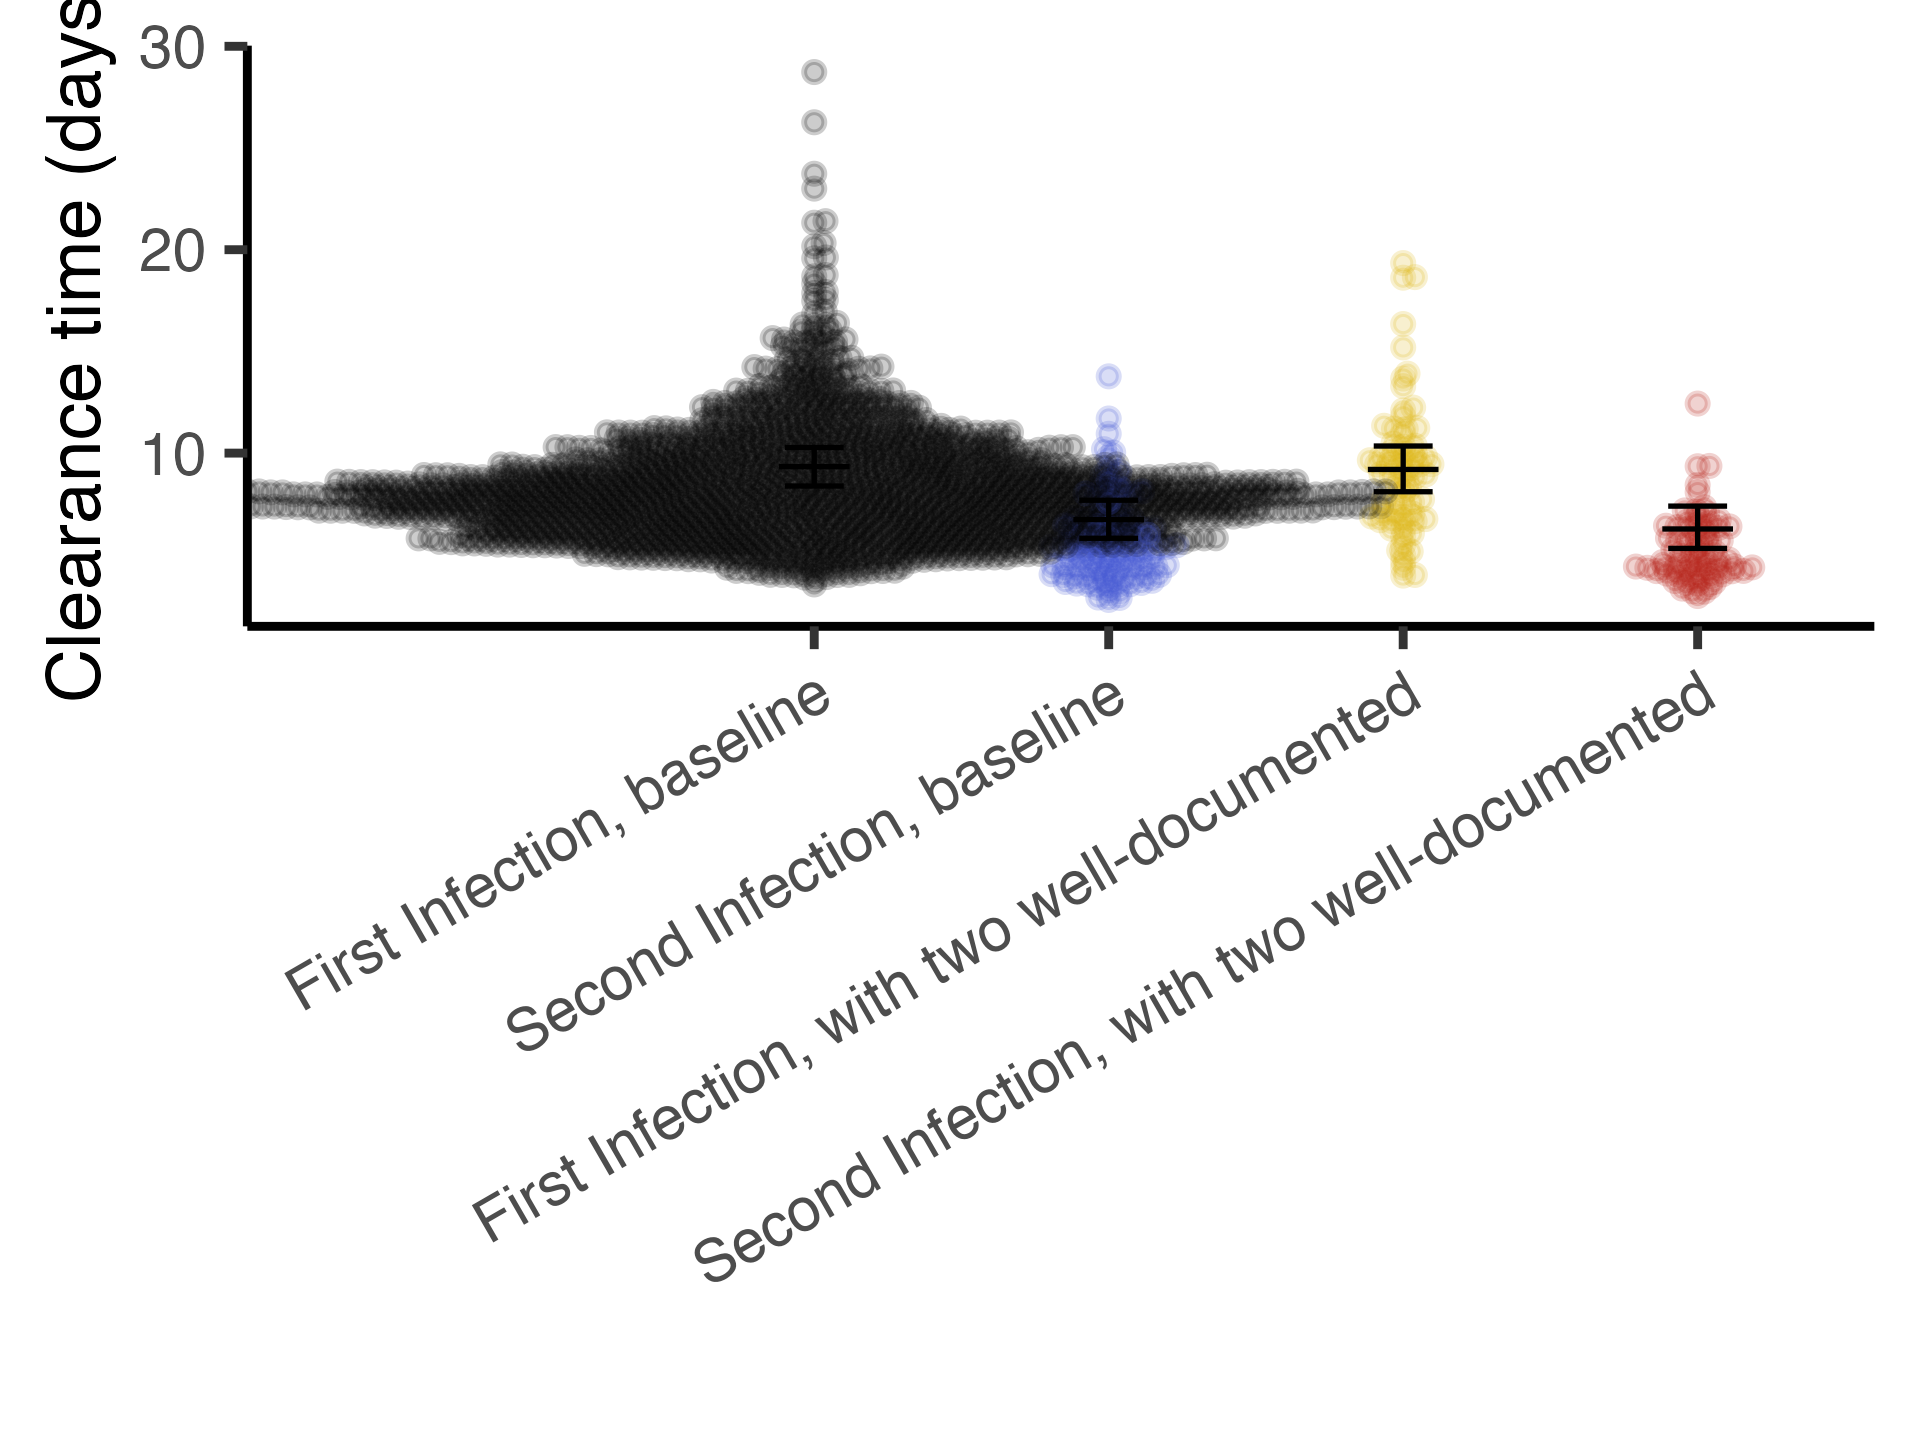 Clearance time (days
30
20
10
First Infection, baseline
Second Infection, baseline
First Infection, with two well-documented
Second Infection, with two well-documented